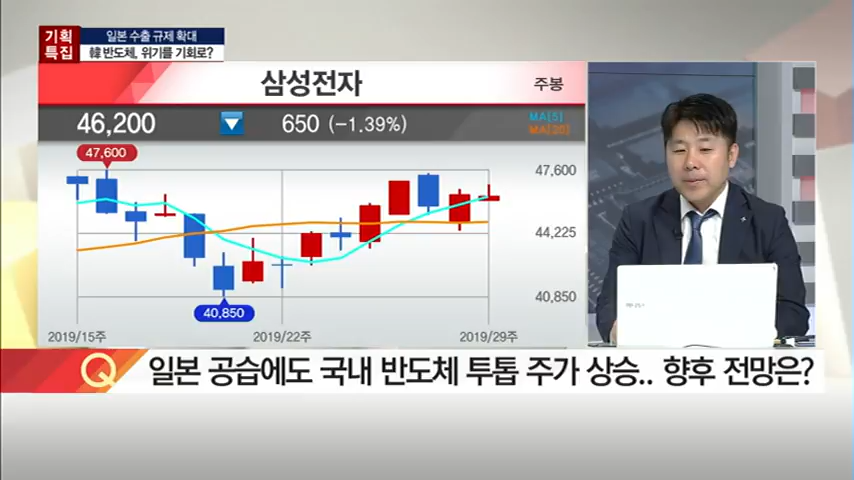 기획
특집
일본 수출 규제 확대
韓 반도체, 위기를 기회로?
삼성전자
주봉
46,200
▼
650 (-1.39%)
MA[5]
MA[20]
47,600
47,600
44,225
40,850
40,850
2019/15주
2019/22주
2019/29주
Q
일본 공습에도 국내 반도체 투톱 주가 상승.. 향후 전망은?